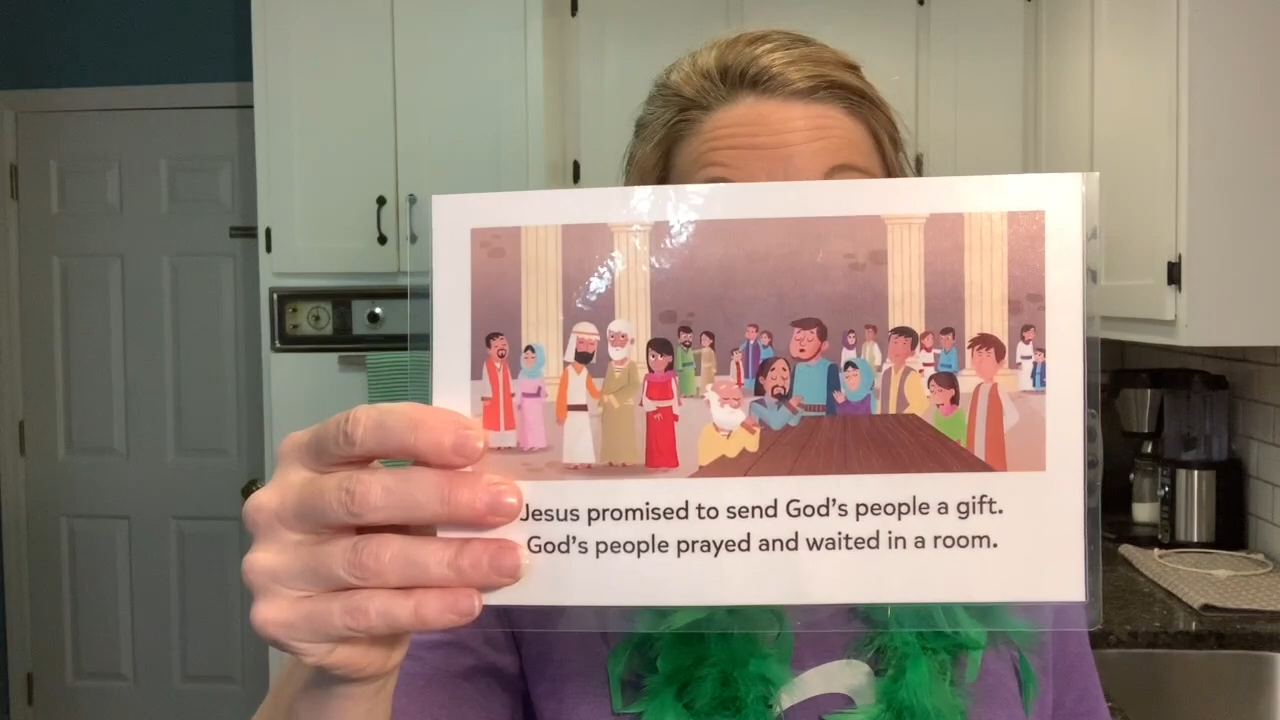 Jesus promised to send God's people a gift.
God's people prayed and waited in a room.